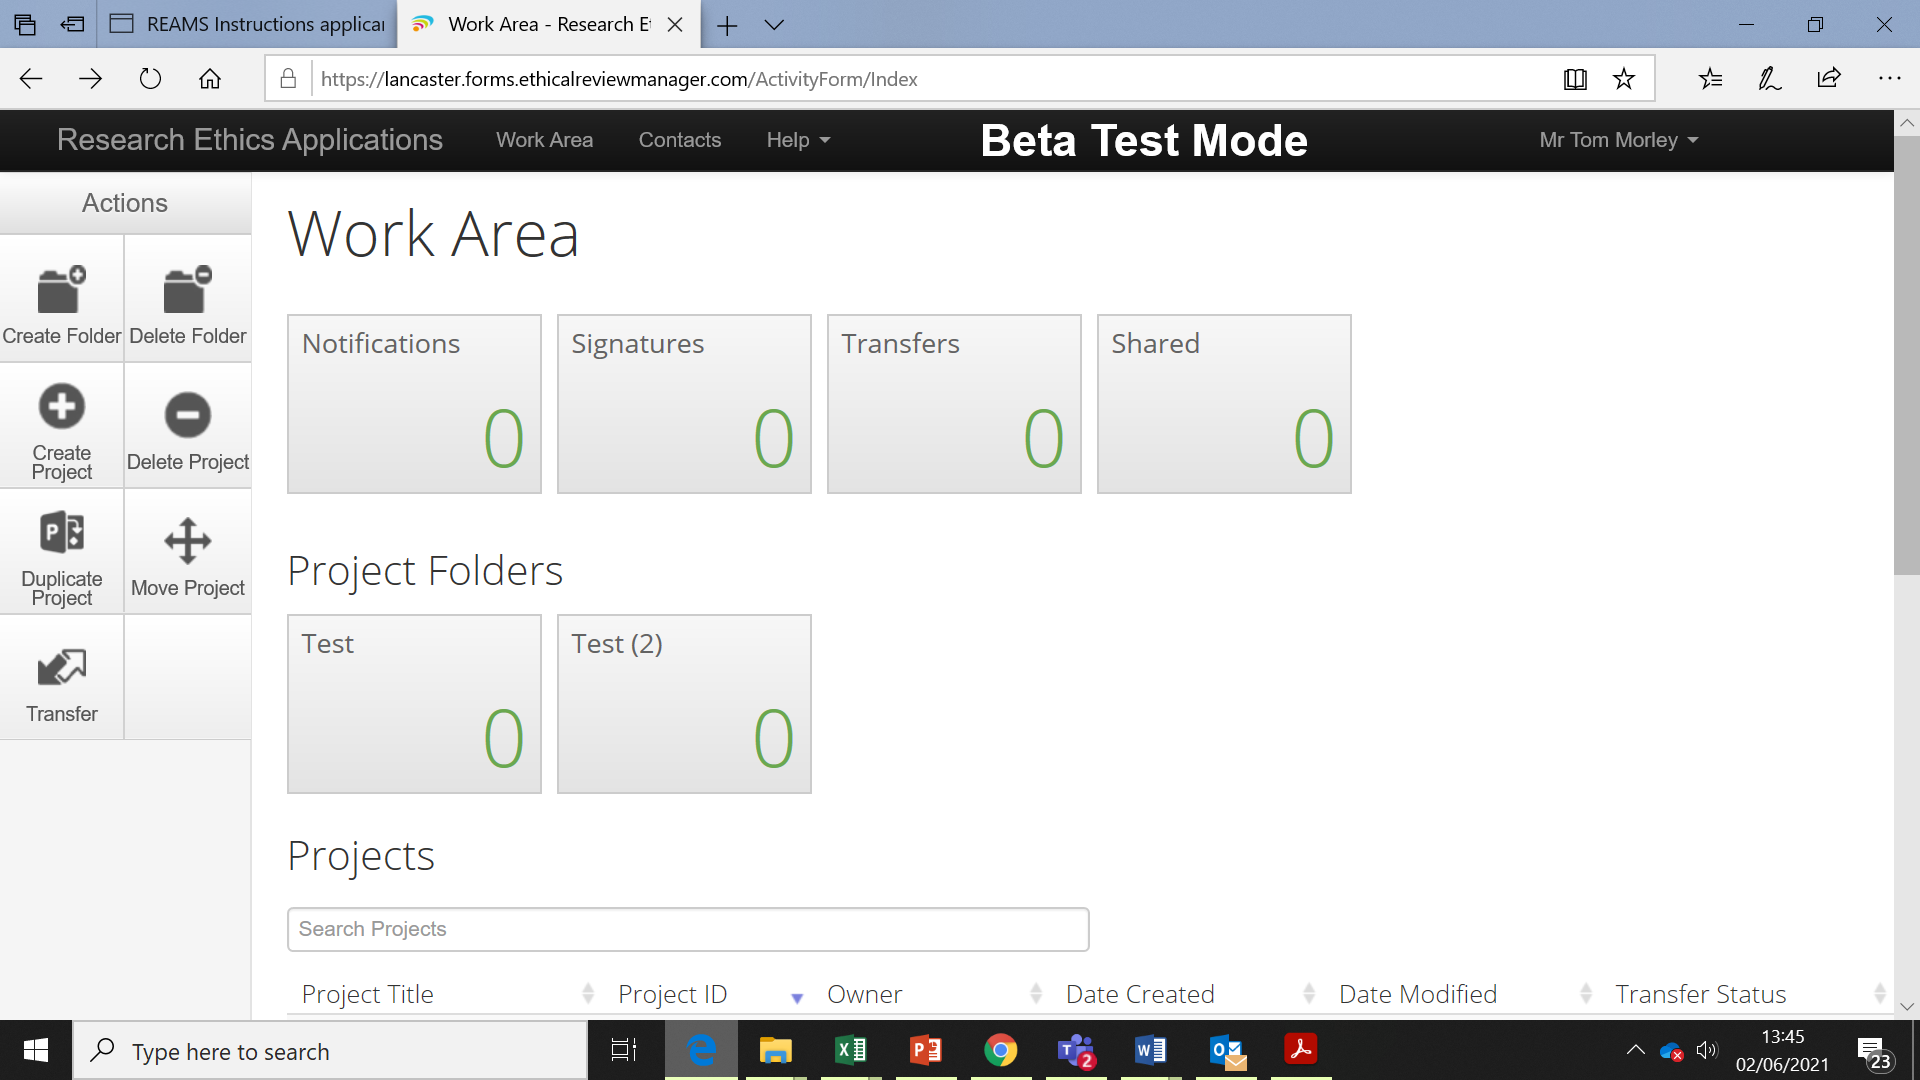 REAMS Instructions applicar
Work Area - Research Et
https://lancaster.forms.ethicalreviewmanager.com/ActivityForm/Index
Research Ethics Applications
Work Area
Contacts
Help
Beta Test Mode
Mr Tom Morley
Actions
Create Folder
Delete Folder
Create
Project
Delete Project
Duplicate
Project
Move Project
Transfer
Work Area
Notifications
0
Signatures
0
Transfers
0
Shared
0
Project Folders
Test
0
Test (2)
0
Projects
Search Projects
Project Title
Project ID
Owner
Date Created
Date Modified
Transfer Status
Type here to search
2
13:45
02/06/2021
23